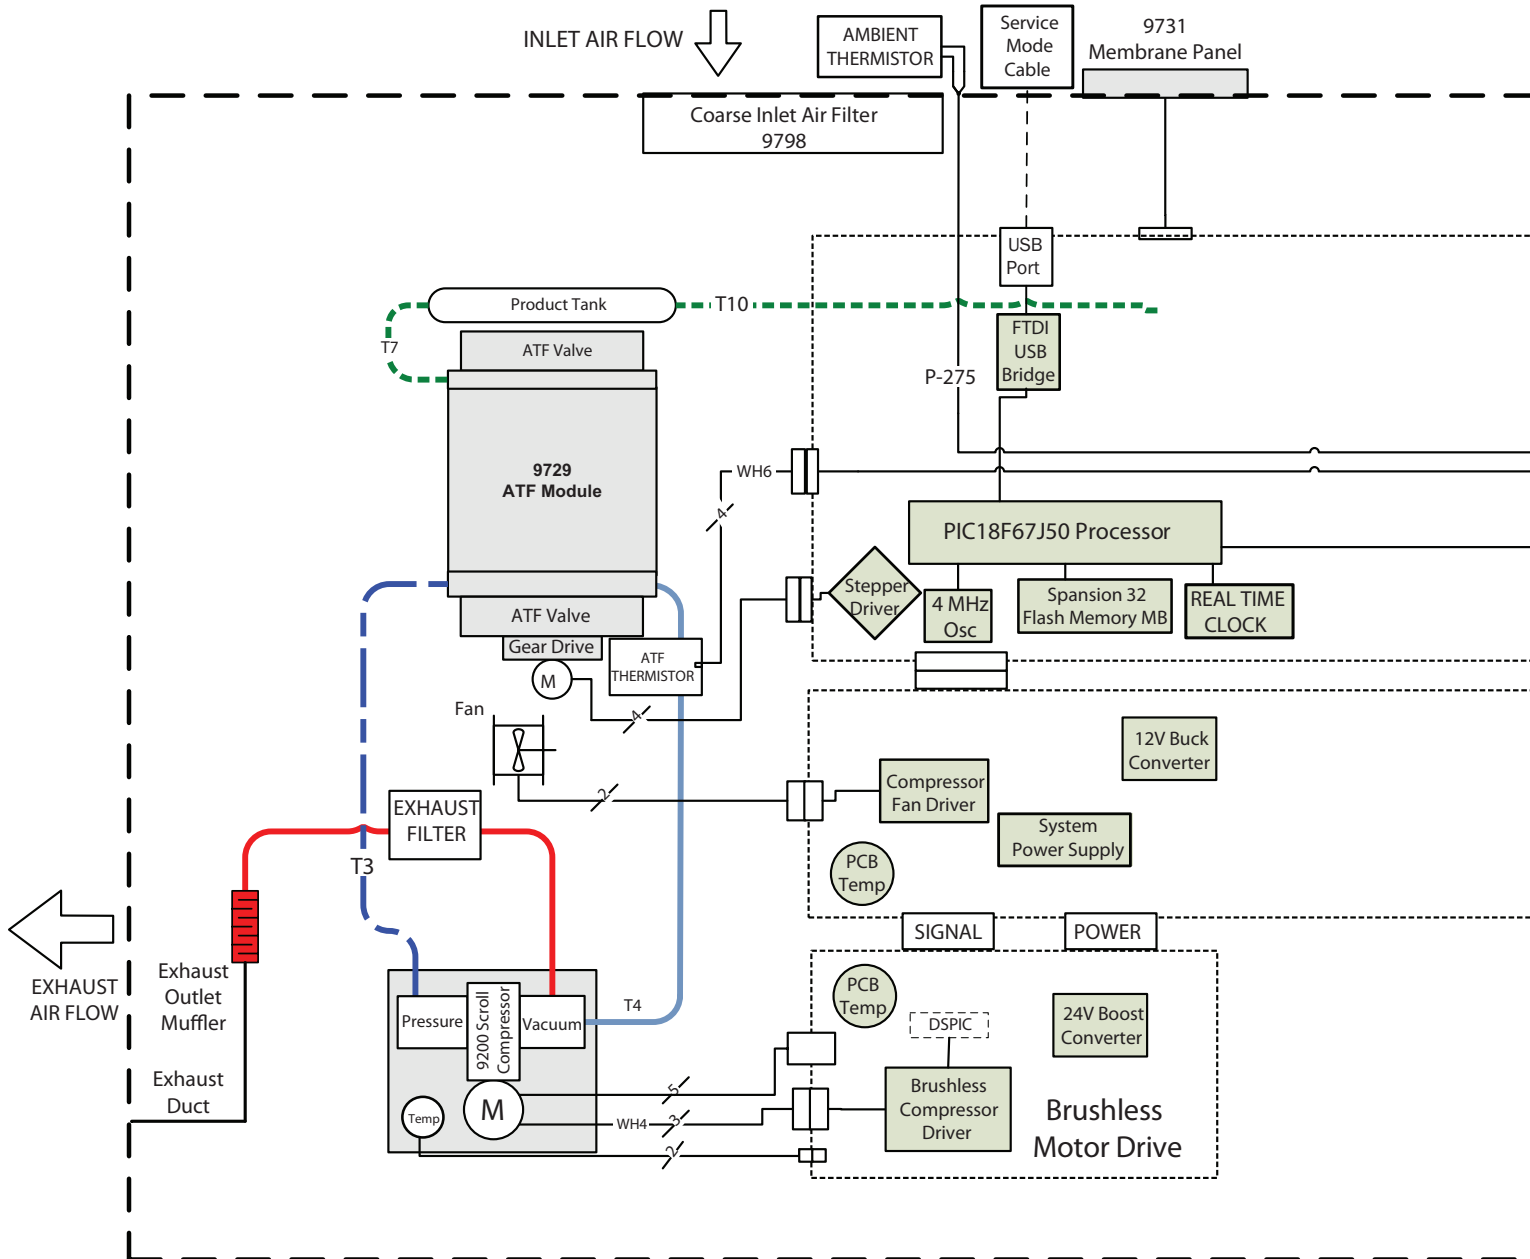 INLET AIR FLOW
AMBIENT
THERMISTOR
Service
Mode
Cable
9731
Membrane Panel
Coarse Inlet Air Filter
9798
USB
Port
Product Tank
T10
T7
ATF Valve
FTDI
USB
Bridge
P-275
9729
ATF Module
WH6
4
PIC18F67J50 Processor
Stepper
Driver
4 MHz
Osc
Spansion 32
Flash Memory MB
REAL TIME
CLOCK
ATF Valve
Gear Drive
M
ATF
THERMISTOR
4
Fan
12V Buck
Converter
Compressor
Fan Driver
2
EXHAUST
FILTER
System
Power Supply
T3
PCB
Temp
SIGNAL
POWER
EXHAUST
AIR FLOW
Exhaust
Outlet
Muffler
Pressure
9200 Scroll
Compressor
Vacuum
T4
PCB
Temp
DSPIC
24V Boost
Converter
Exhaust
Duct
Temp
M
5
WH4
3
2
Brushless
Compressor
Driver
Brushless
Motor Drive